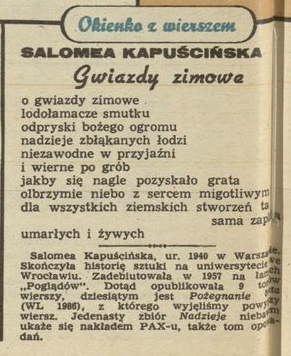 Okienko z wierszem
SALOMEA KAPUŚCIŃSKA
Gwiazdy zimowe
o gwiazdy zimowe
lodołamacze smutku
odpryski bożego ogromu
nadzieje zbłąkanych łodzi
niezawodne w przyjaźni
i wierne po grób
jakby się nagle pozyskało grata
olbrzymie niebo z sercem migotliwym
dla wszystkich ziemskich stworzeń ta
sama
umarłych i żywych
Salomea Kapuścińska, ur. 1940 w
Skończyła historię sztuki na uniwersytecie
Wrocławiu. Zadebiutowała w 1957 na
„Poglądów”. Dotąd opublikowała 9
wierszy, dziesiątym jest Pożegnanie
(WL 1986), z którego wyjęliśmy
wiersz. Jedenasty zbiór Nadzieje
ukaże się nakładem PAX-u, także tom
dań.